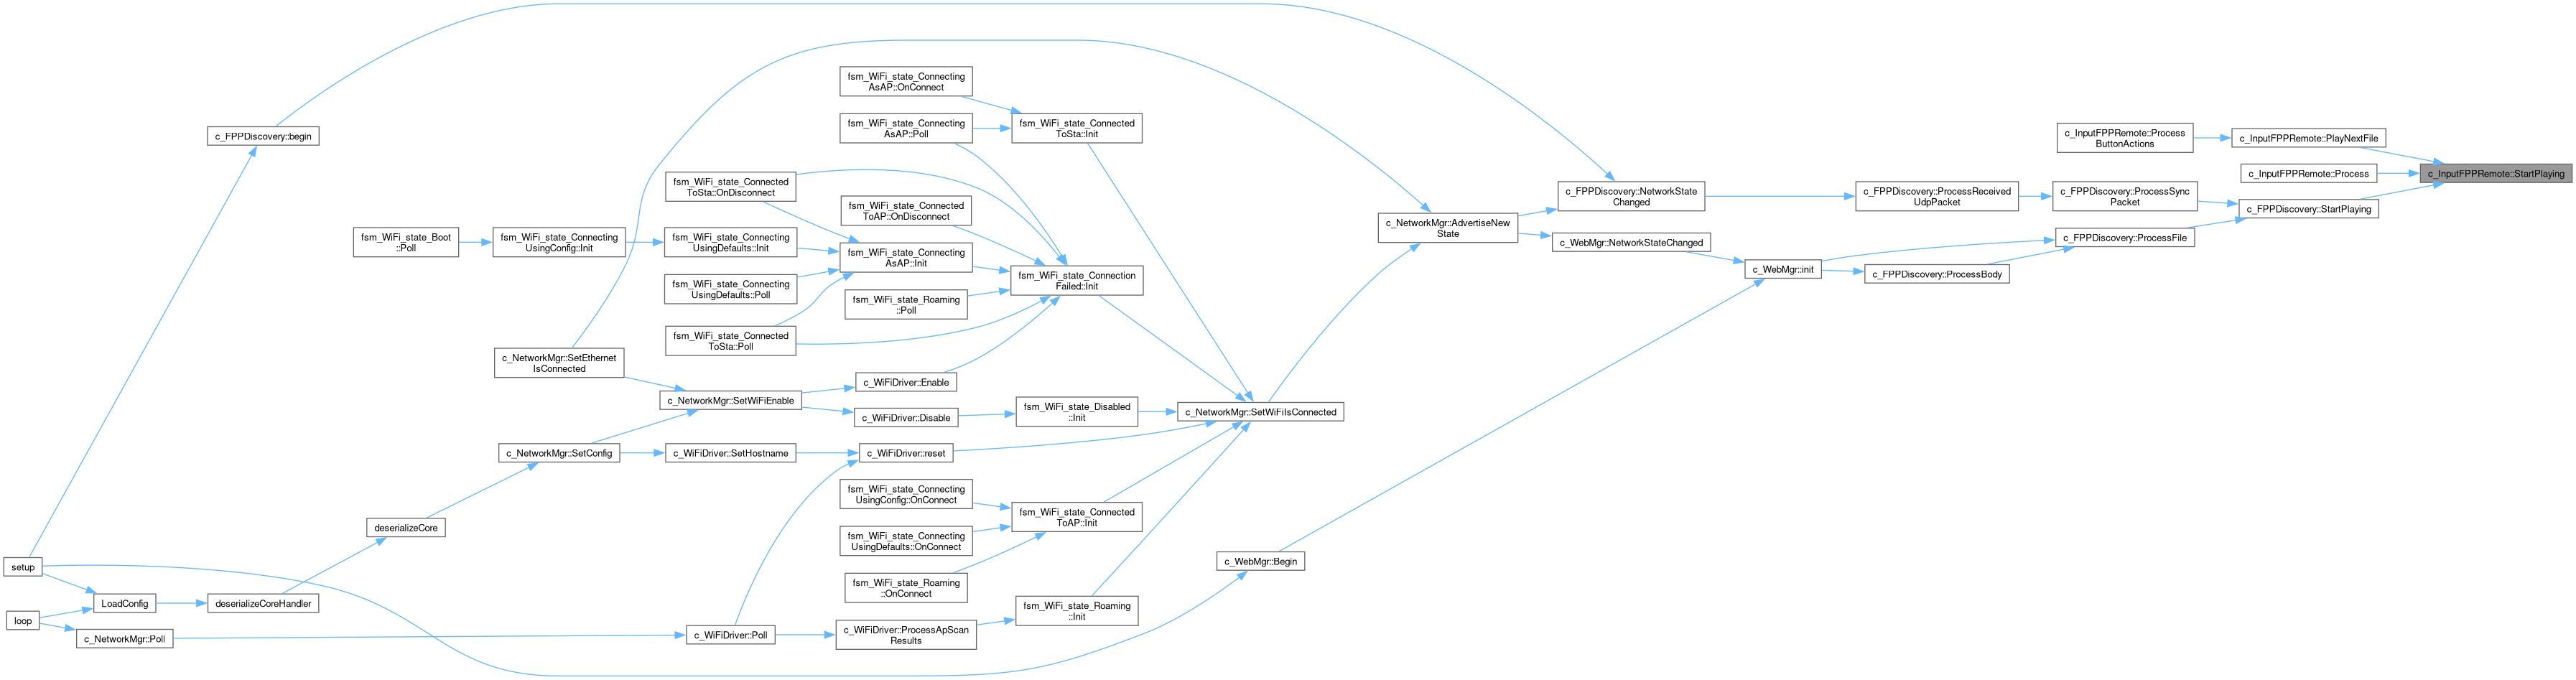 fsm_WiFi_state_Connecting
AsAP::OnConnect
fsm_WiFi_state_Connecting
AsAP::Poll
fsm_WiFi_state_Connected
ToSta::Init
c_FPPDiscovery::begin
c_InputFPPRemote::Process
ButtonActions
c_InputFPPRemote::PlayNextFile
c_InputFPPRemote::Process
c_InputFPPRemote::StartPlaying
fsm_WiFi_state_Connected
ToSta::OnDisconnect
fsm_WiFi_state_Connected
ToAP::OnDisconnect
c_FPPDiscovery::NetworkState
Changed
c_FPPDiscovery::ProcessReceived
UdpPacket
c_FPPDiscovery::ProcessSync
Packet
c_FPPDiscovery::StartPlaying
c_NetworkMgr::AdvertiseNew
State
c_WebMgr::NetworkStateChanged
c_FPPDiscovery::ProcessFile
fsm_WiFi_state_Boot
::Poll
fsm_WiFi_state_Connecting
UsingConfig::Init
fsm_WiFi_state_Connecting
UsingDefaults::Init
fsm_WiFi_state_Connecting
AsAP::Init
fsm_WiFi_state_Connection
Failed::Init
c_WebMgr::init
c_FPPDiscovery::ProcessBody
fsm_WiFi_state_Connecting
UsingDefaults::Poll
fsm_WiFi_state_Roaming
::Poll
fsm_WiFi_state_Connected
ToSta::Poll
c_NetworkMgr::SetEthernet
IsConnected
c_WiFiDriver::Enable
c_NetworkMgr::SetWiFiEnable
c_WiFiDriver::Disable
fsm_WiFi_state_Disabled
::Init
c_NetworkMgr::SetWiFiIsConnected
c_NetworkMgr::SetConfig
c_WiFiDriver::SetHostname
c_WiFiDriver::reset
fsm_WiFi_state_Connecting
UsingConfig::OnConnect
fsm_WiFi_state_Connected
ToAP::Init
deserializeCore
fsm_WiFi_state_Connecting
UsingDefaults::OnConnect
setup
c_WebMgr::Begin
fsm_WiFi_state_Roaming
::OnConnect
LoadConfig
deserializeCoreHandler
fsm_WiFi_state_Roaming
::Init
loop
c_NetworkMgr::Poll
c_WiFiDriver::Poll
c_WiFiDriver::ProcessApScan
Results